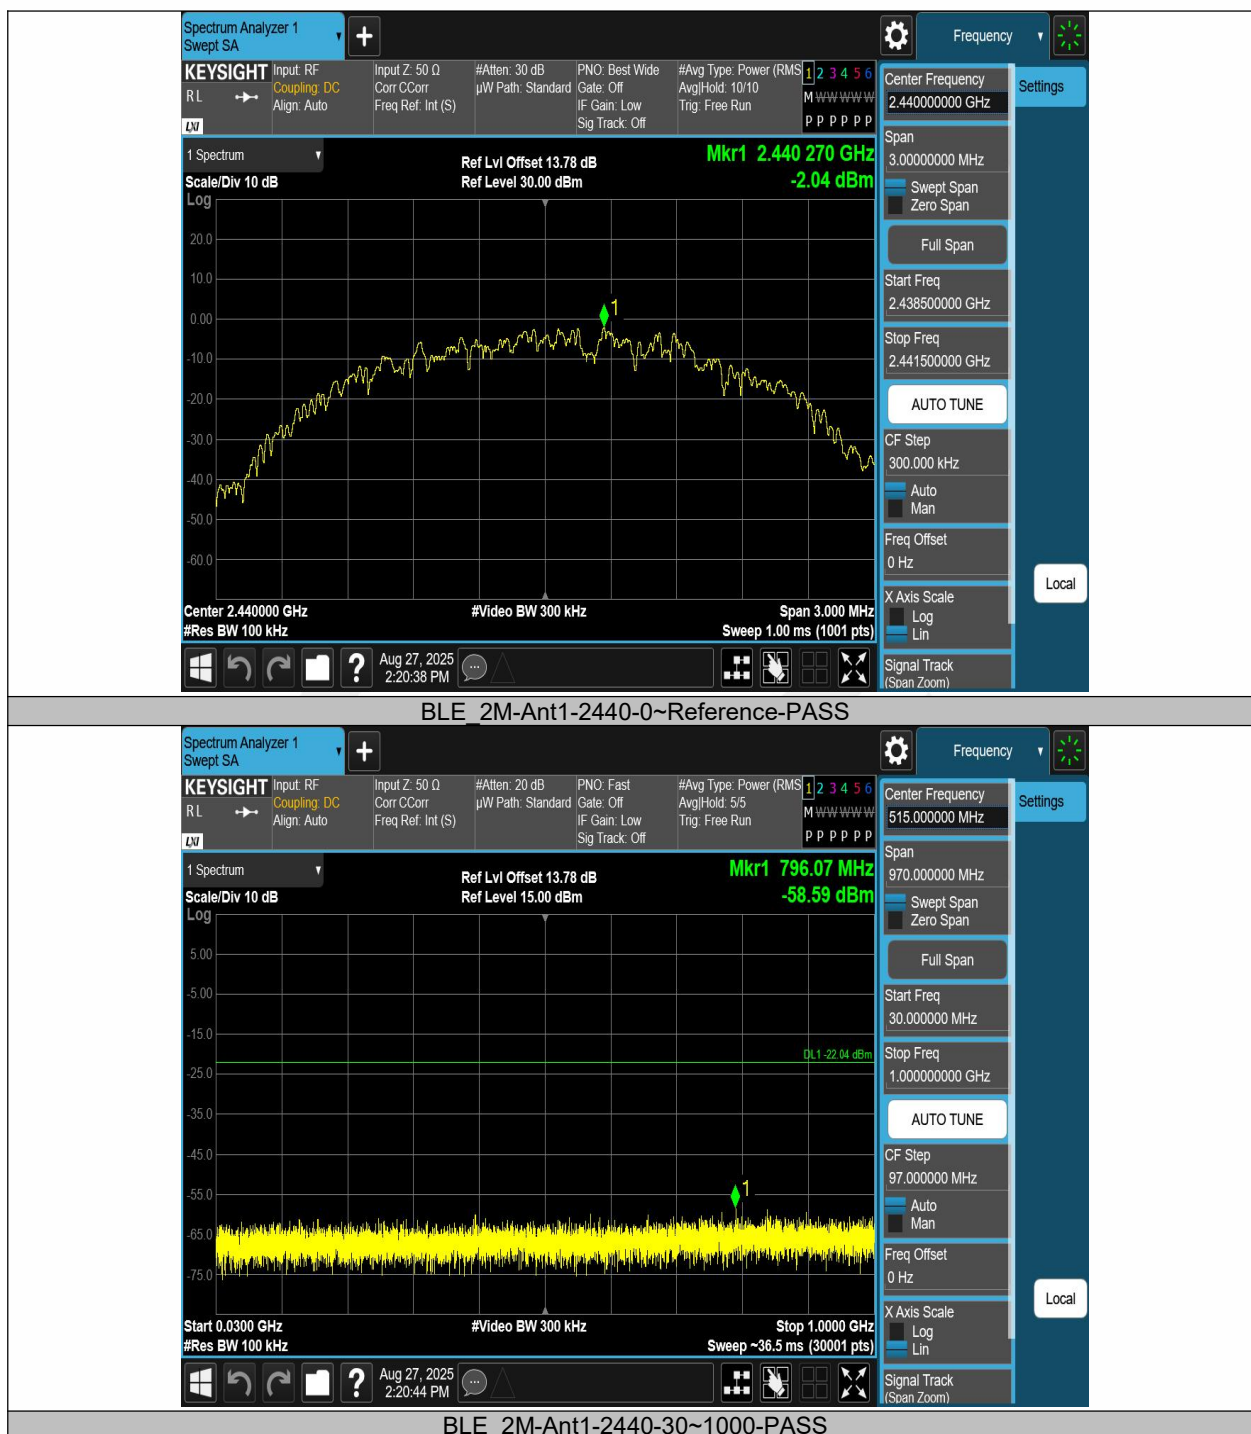 Spectrum Analyzer 1
Swept SA
Frequency
KEYSIGHT
RL
LXI
Input: RF
Coupling: DC
Align: Auto
Input Z: 50 Ω
Corr CCorr
Freq Ref: Int (S)
#Atten: 30 dB
µW Path: Standard
PNO: Best Wide
Gate: Off
IF Gain: Low
Sig Track: Off
#Avg Type: Power (RMS
Avg|Hold: 10/10
Trig: Free Run
1 2 3 4 5 6
M W W W W W
P P P P P P
Center Frequency
2.440000000 GHz
Settings
Span
3.00000000 MHz
Swept Span
Zero Span
Full Span
Start Freq
2.438500000 GHz
Stop Freq
2.441500000 GHz
AUTO TUNE
CF Step
300.000 kHz
Auto
Man
Freq Offset
0 Hz
X Axis Scale
Log
Lin
Signal Track
(Span Zoom)
Local
1 Spectrum
Scale/Div 10 dB
Log
Ref Lvl Offset 13.78 dB
Ref Level 30.00 dBm
Mkr1 2.440 270 GHz
-2.04 dBm
20.0
10.0
0.00
-10.0
-20.0
-30.0
-40.0
-50.0
-60.0
1
Center 2.440000 GHz
#Res BW 100 kHz
#Video BW 300 kHz
Span 3.000 MHz
Sweep 1.00 ms (1001 pts)
?
Aug 27, 2025
2:20:38 PM
BLE_2M-Ant1-2440-0~Reference-PASS
Spectrum Analyzer 1
Swept SA
Frequency
KEYSIGHT
RL
LXI
Input: RF
Coupling: DC
Align: Auto
Input Z: 50 Ω
Corr CCorr
Freq Ref: Int (S)
#Atten: 20 dB
µW Path: Standard
PNO: Fast
Gate: Off
IF Gain: Low
Sig Track: Off
#Avg Type: Power (RMS
Avg|Hold: 5/5
Trig: Free Run
1 2 3 4 5 6
M W W W W W
P P P P P P
Center Frequency
515.000000 MHz
Settings
Span
970.000000 MHz
Swept Span
Zero Span
Full Span
Start Freq
30.000000 MHz
Stop Freq
1.000000000 GHz
AUTO TUNE
CF Step
97.000000 MHz
Auto
Man
Freq Offset
0 Hz
X Axis Scale
Log
Lin
Signal Track
(Span Zoom)
Local
1 Spectrum
Scale/Div 10 dB
Log
Ref Lvl Offset 13.78 dB
Ref Level 15.00 dBm
Mkr1 796.07 MHz
-58.59 dBm
5.00
-5.00
-15.0
DL1 -22.04 dBm
-25.0
-35.0
-45.0
-55.0
-65.0
-75.0
1
Start 0.0300 GHz
#Res BW 100 kHz
#Video BW 300 kHz
Stop 1.0000 GHz
Sweep ~36.5 ms (30001 pts)
?
Aug 27, 2025
2:20:44 PM
BLE_2M-Ant1-2440-30~1000-PASS